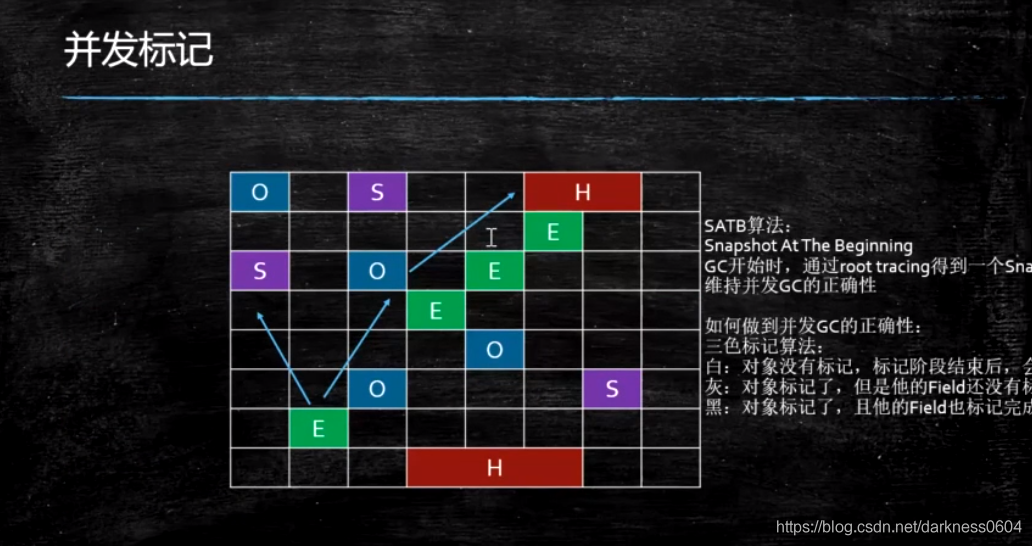 并发标记
O S H
E
S O E
E
O
O S
E
H
SATB算法：
Snapshot At The Beginning
GC开始时，通过root tracing得到一个Sna
维持并发GC的正确性
如何做到并发GC的正确性：
三色标记算法：
白：对象没有标记，标记阶段结束后，会
灰：对象标记了，但是他的Field还没有标
黑：对象标记了，且他的Field也标记完成
https://blog.csdn.net/darkness0604